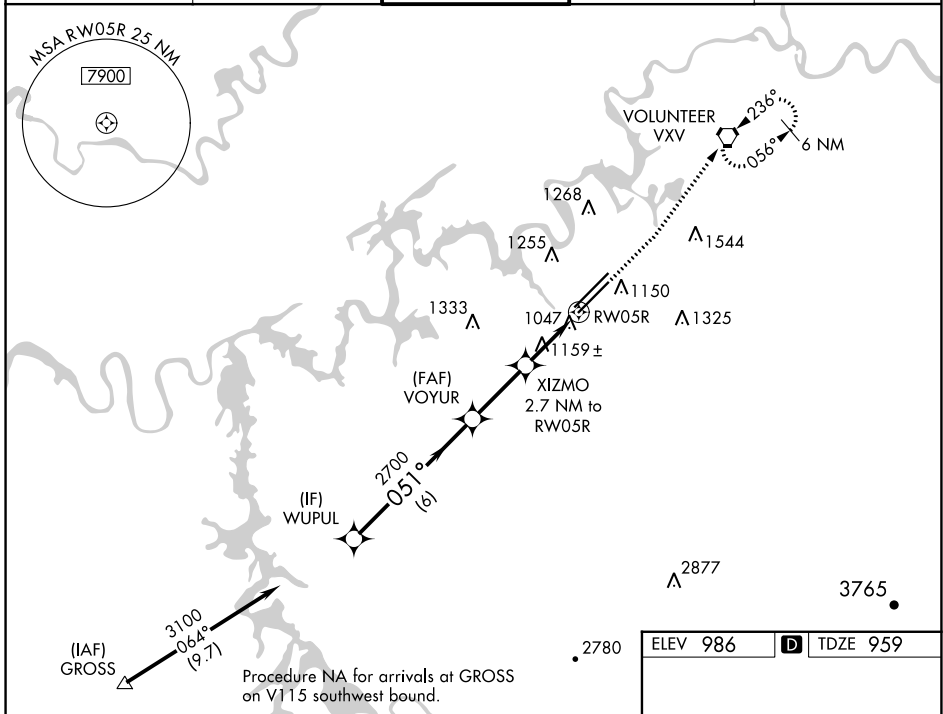 MSA RW05R 25 NM
7900
VOLUNTEER
VXV
236°
056°
6 NM
1268
1255
1544
1150
1333
1047
RW05R
1325
1159 ±
(FAF)
VOYUR
XIZMO
2.7 NM to
RW05R
2700
051°
(6)
(IF)
WUPUL
2877
3765
3100
064°
(9.7)
(IAF)
GROSS
2780
Procedure NA for arrivals at GROSS
on V115 southwest bound.
ELEV 986 D TDZE 959